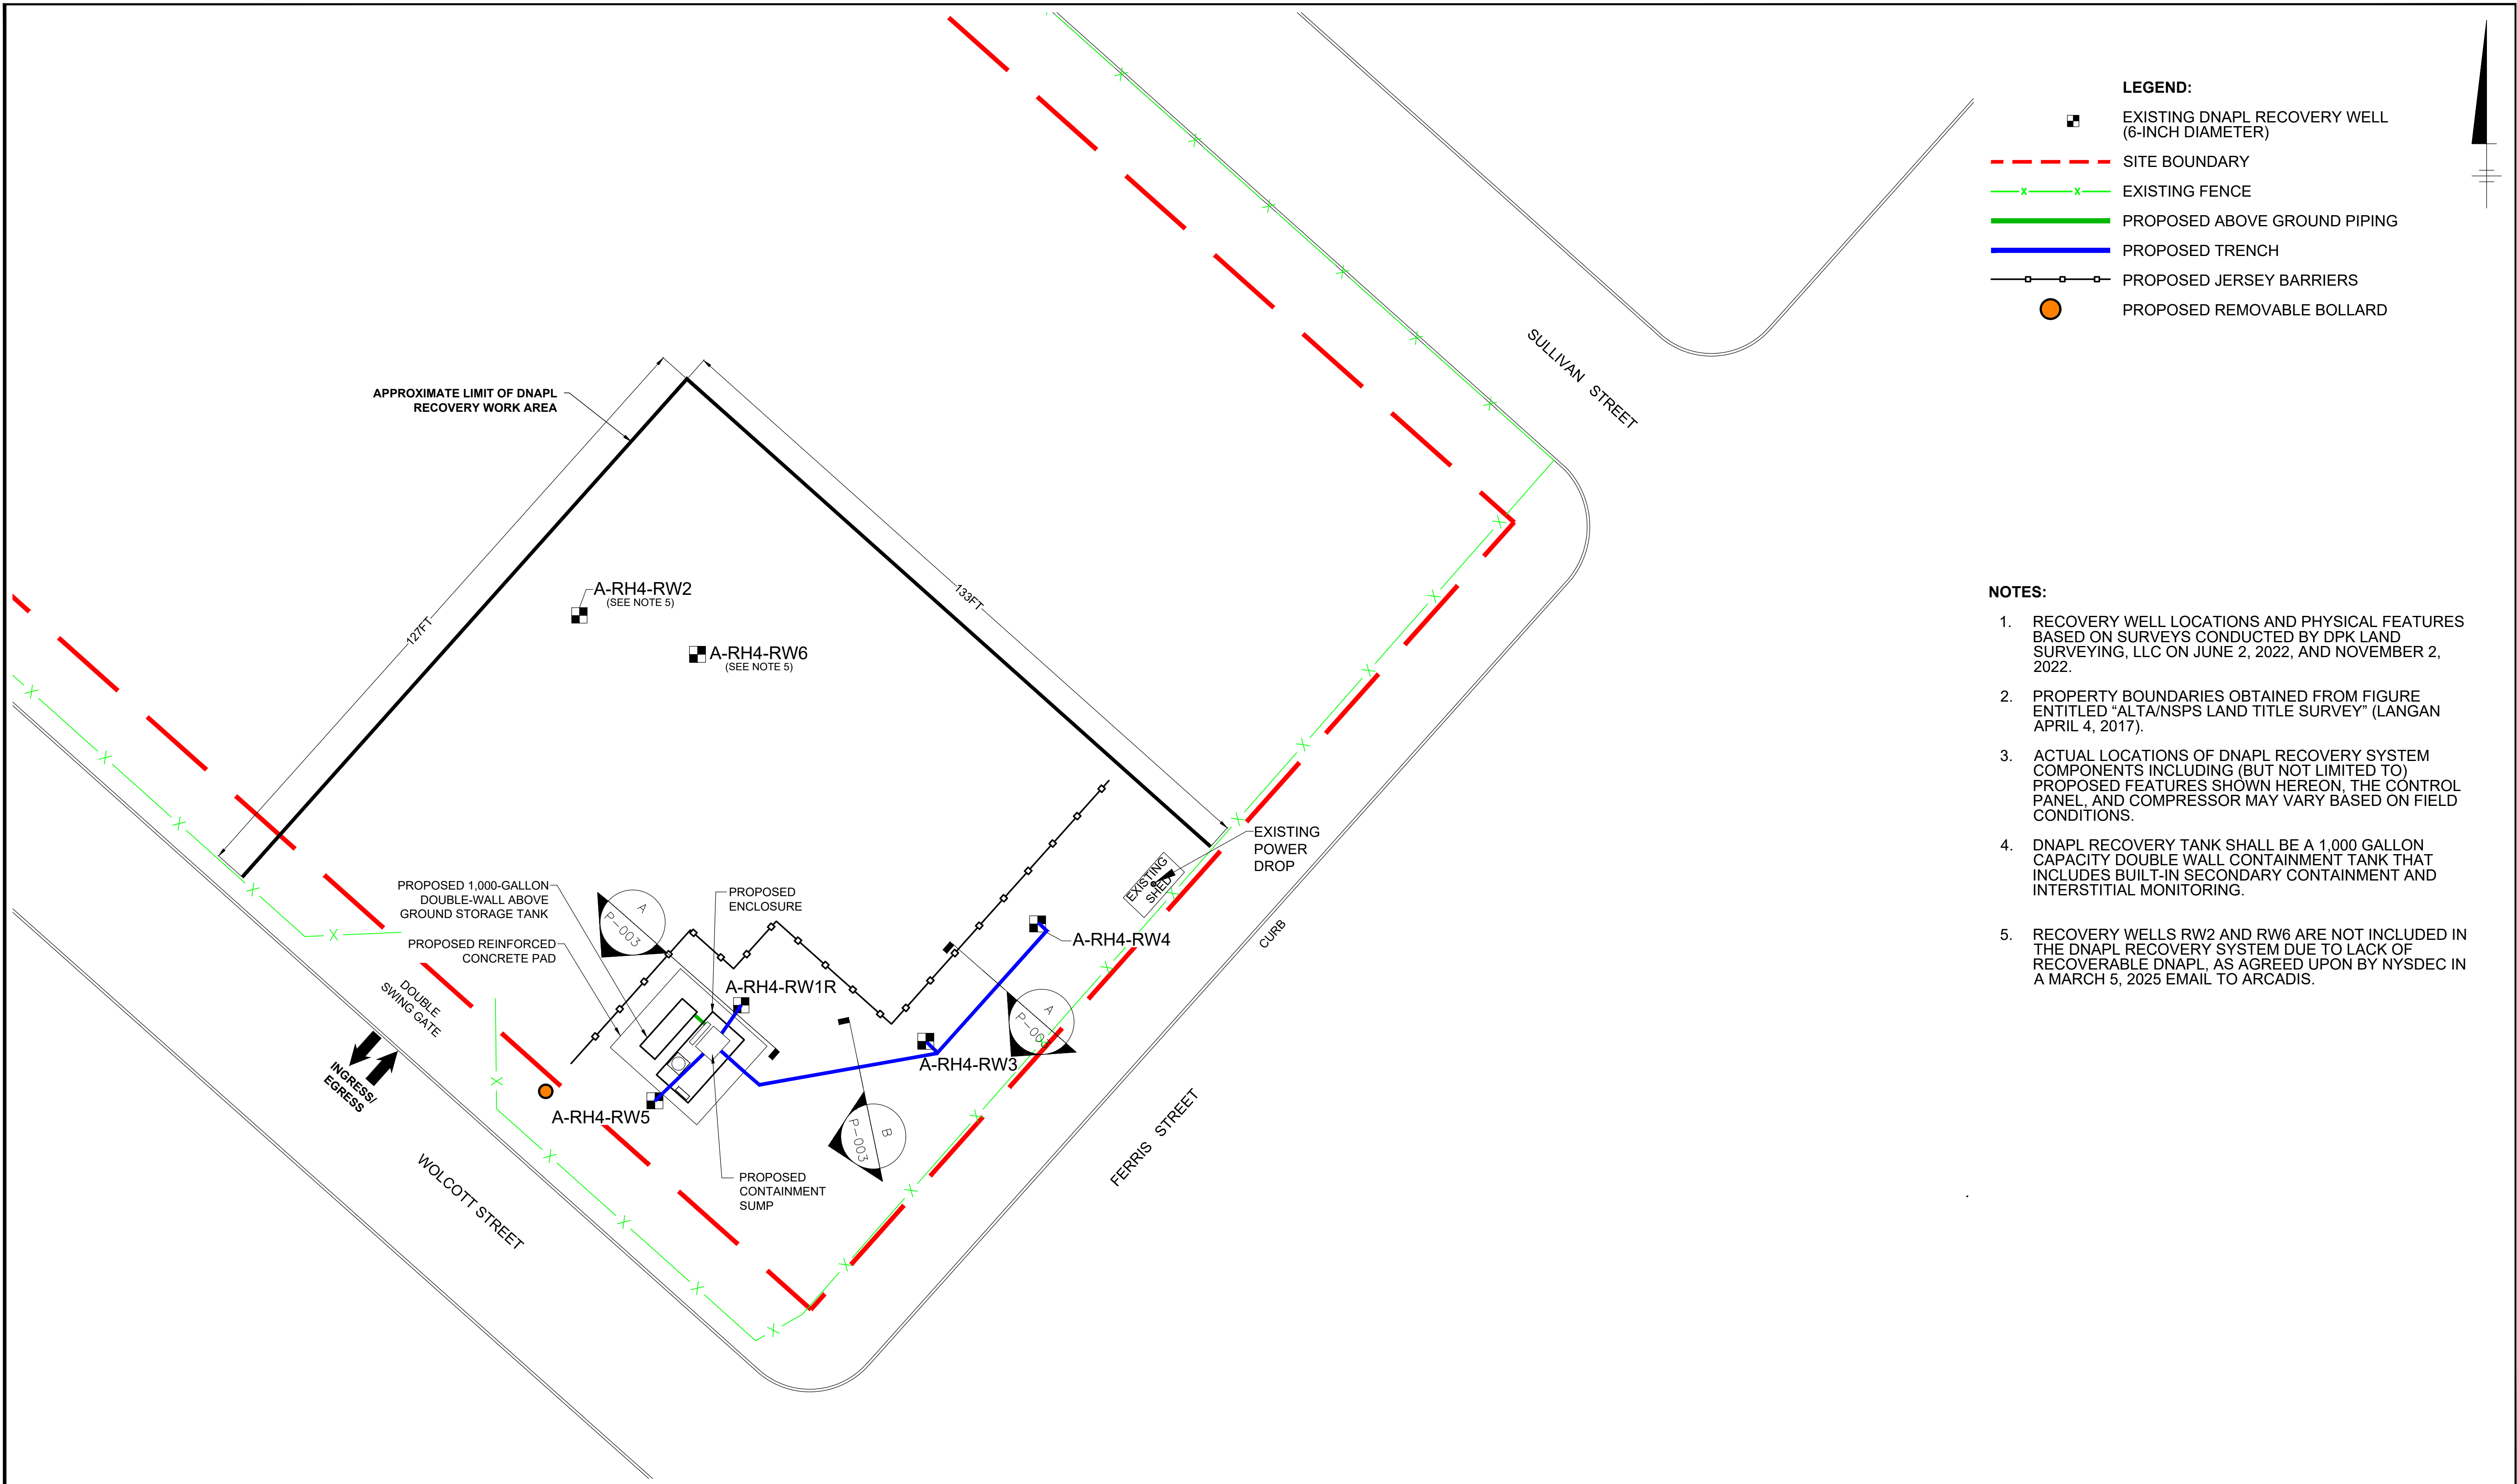 LEGEND:
EXISTING DNAPL RECOVERY WELL
(6-INCH DIAMETER)
SITE BOUNDARY
EXISTING FENCE
PROPOSED ABOVE GROUND PIPING
PROPOSED TRENCH
PROPOSED JERSEY BARRIERS
PROPOSED REMOVABLE BOLLARD
SULLIVAN STREET
APPROXIMATE LIMIT OF DNAPL
RECOVERY WORK AREA
127FT
133FT
A-RH4-RW2
(SEE NOTE 5)
A-RH4-RW6
(SEE NOTE 5)
EXISTING
POWER
DROP
EXISTING
SHED
PROPOSED 1,000-GALLON
DOUBLE-WALL ABOVE
GROUND STORAGE TANK
PROPOSED REINFORCED
CONCRETE PAD
A
P-003
PROPOSED
ENCLOSURE
A-RH4-RW1R
A-RH4-RW4
CURB
A
A-RH4-RW3
DOUBLE
SWING GATE
INGRESS/
EGRESS
A-RH4-RW5
B
P-003
PROPOSED
CONTAINMENT
SUMP
WOLCOTT STREET
FERRIS STREET
NOTES:
1. RECOVERY WELL LOCATIONS AND PHYSICAL FEATURES
BASED ON SURVEYS CONDUCTED BY DPK LAND
SURVEYING, LLC ON JUNE 2, 2022, AND NOVEMBER 2,
2022.
2. PROPERTY BOUNDARIES OBTAINED FROM FIGURE
ENTITLED “ALTA/NSPS LAND TITLE SURVEY” (LANGAN
APRIL 4, 2017).
3. ACTUAL LOCATIONS OF DNAPL RECOVERY SYSTEM
COMPONENTS INCLUDING (BUT NOT LIMITED TO)
PROPOSED FEATURES SHOWN HEREON, THE CONTROL
PANEL, AND COMPRESSOR MAY VARY BASED ON FIELD
CONDITIONS.
4. DNAPL RECOVERY TANK SHALL BE A 1,000 GALLON
CAPACITY DOUBLE WALL CONTAINMENT TANK THAT
INCLUDES BUILT-IN SECONDARY CONTAINMENT AND
INTERSTITIAL MONITORING.
5. RECOVERY WELLS RW2 AND RW6 ARE NOT INCLUDED IN
THE DNAPL RECOVERY SYSTEM DUE TO LACK OF
RECOVERABLE DNAPL, AS AGREED UPON BY NYSDEC IN
A MARCH 5, 2025 EMAIL TO ARCADIS.